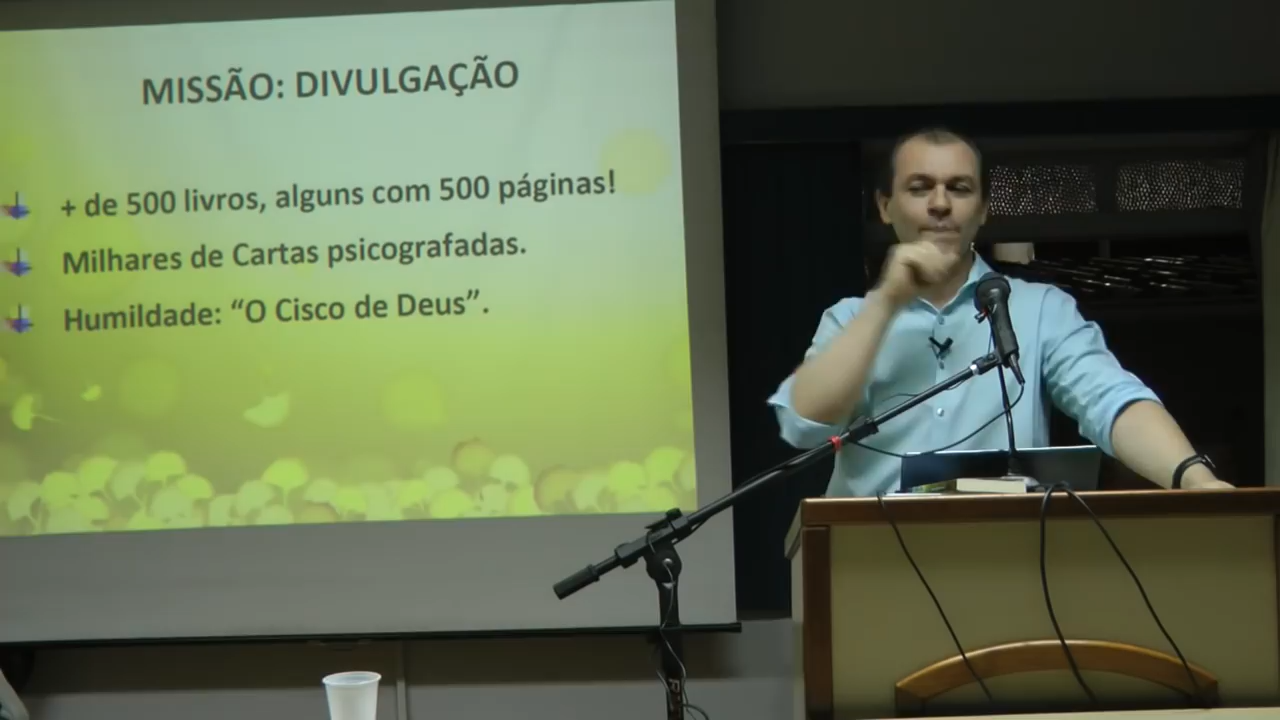 MISSÃO: DIVULGAÇÃO
+ de 500 livros, alguns com 500 páginas!
Milhares de Cartas psicografadas.
Humildade: “O Cisco de Deus”.